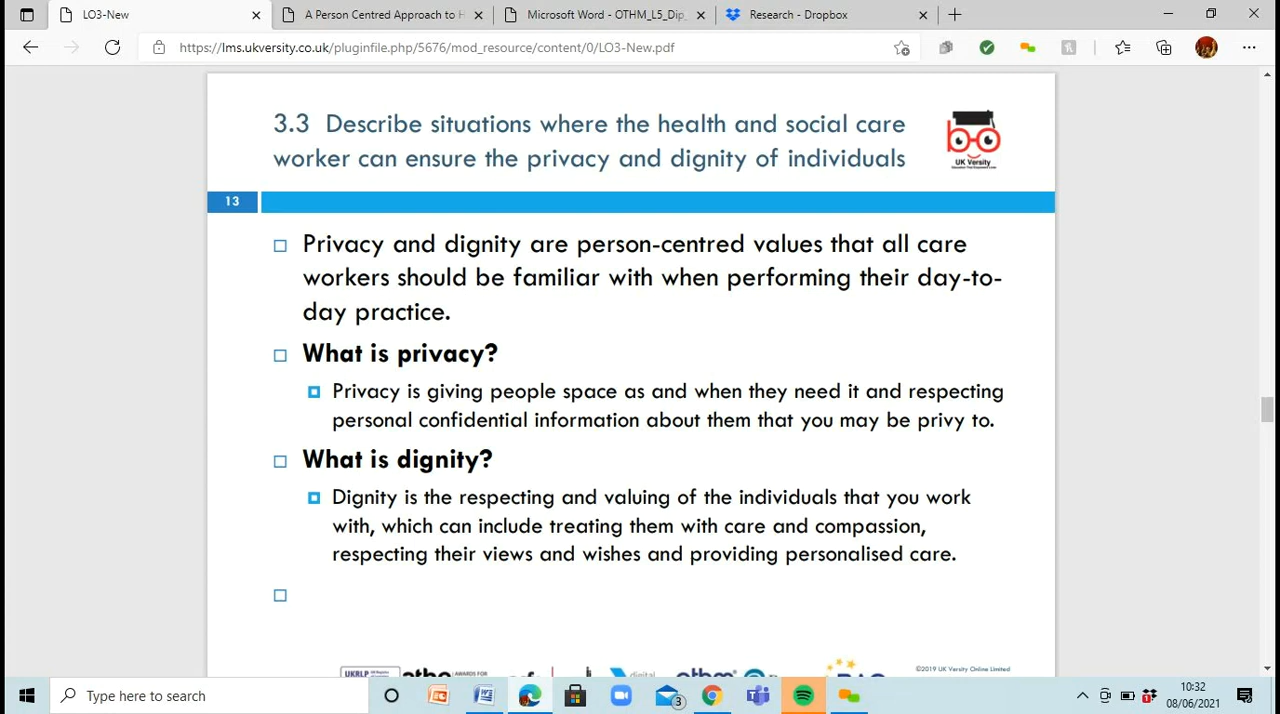 LO3-New
A Person Centred Approach to H
Microsoft Word - OTHM_L5_Dip_
Research - Dropbox
https://lms.ukversity.co.uk/pluginfile.php/5676/mod_resource/content/0/LO3-New.pdf
3.3 Describe situations where the health and social care
worker can ensure the privacy and dignity of individuals
UK Versity
13
Privacy and dignity are person-centred values that all care
workers should be familiar with when performing their day-to-
day practice.
What is privacy?
Privacy is giving people space as and when they need it and respecting
personal confidential information about them that you may be privy to.
What is dignity?
Dignity is the respecting and valuing of the individuals that you work
with, which can include treating them with care and compassion,
respecting their views and wishes and providing personalised care.
UKRLP
AWARDS FOR
digital
othm
©2019 UK Versity Online Limited
Type here to search
3
10:32
08/06/2021